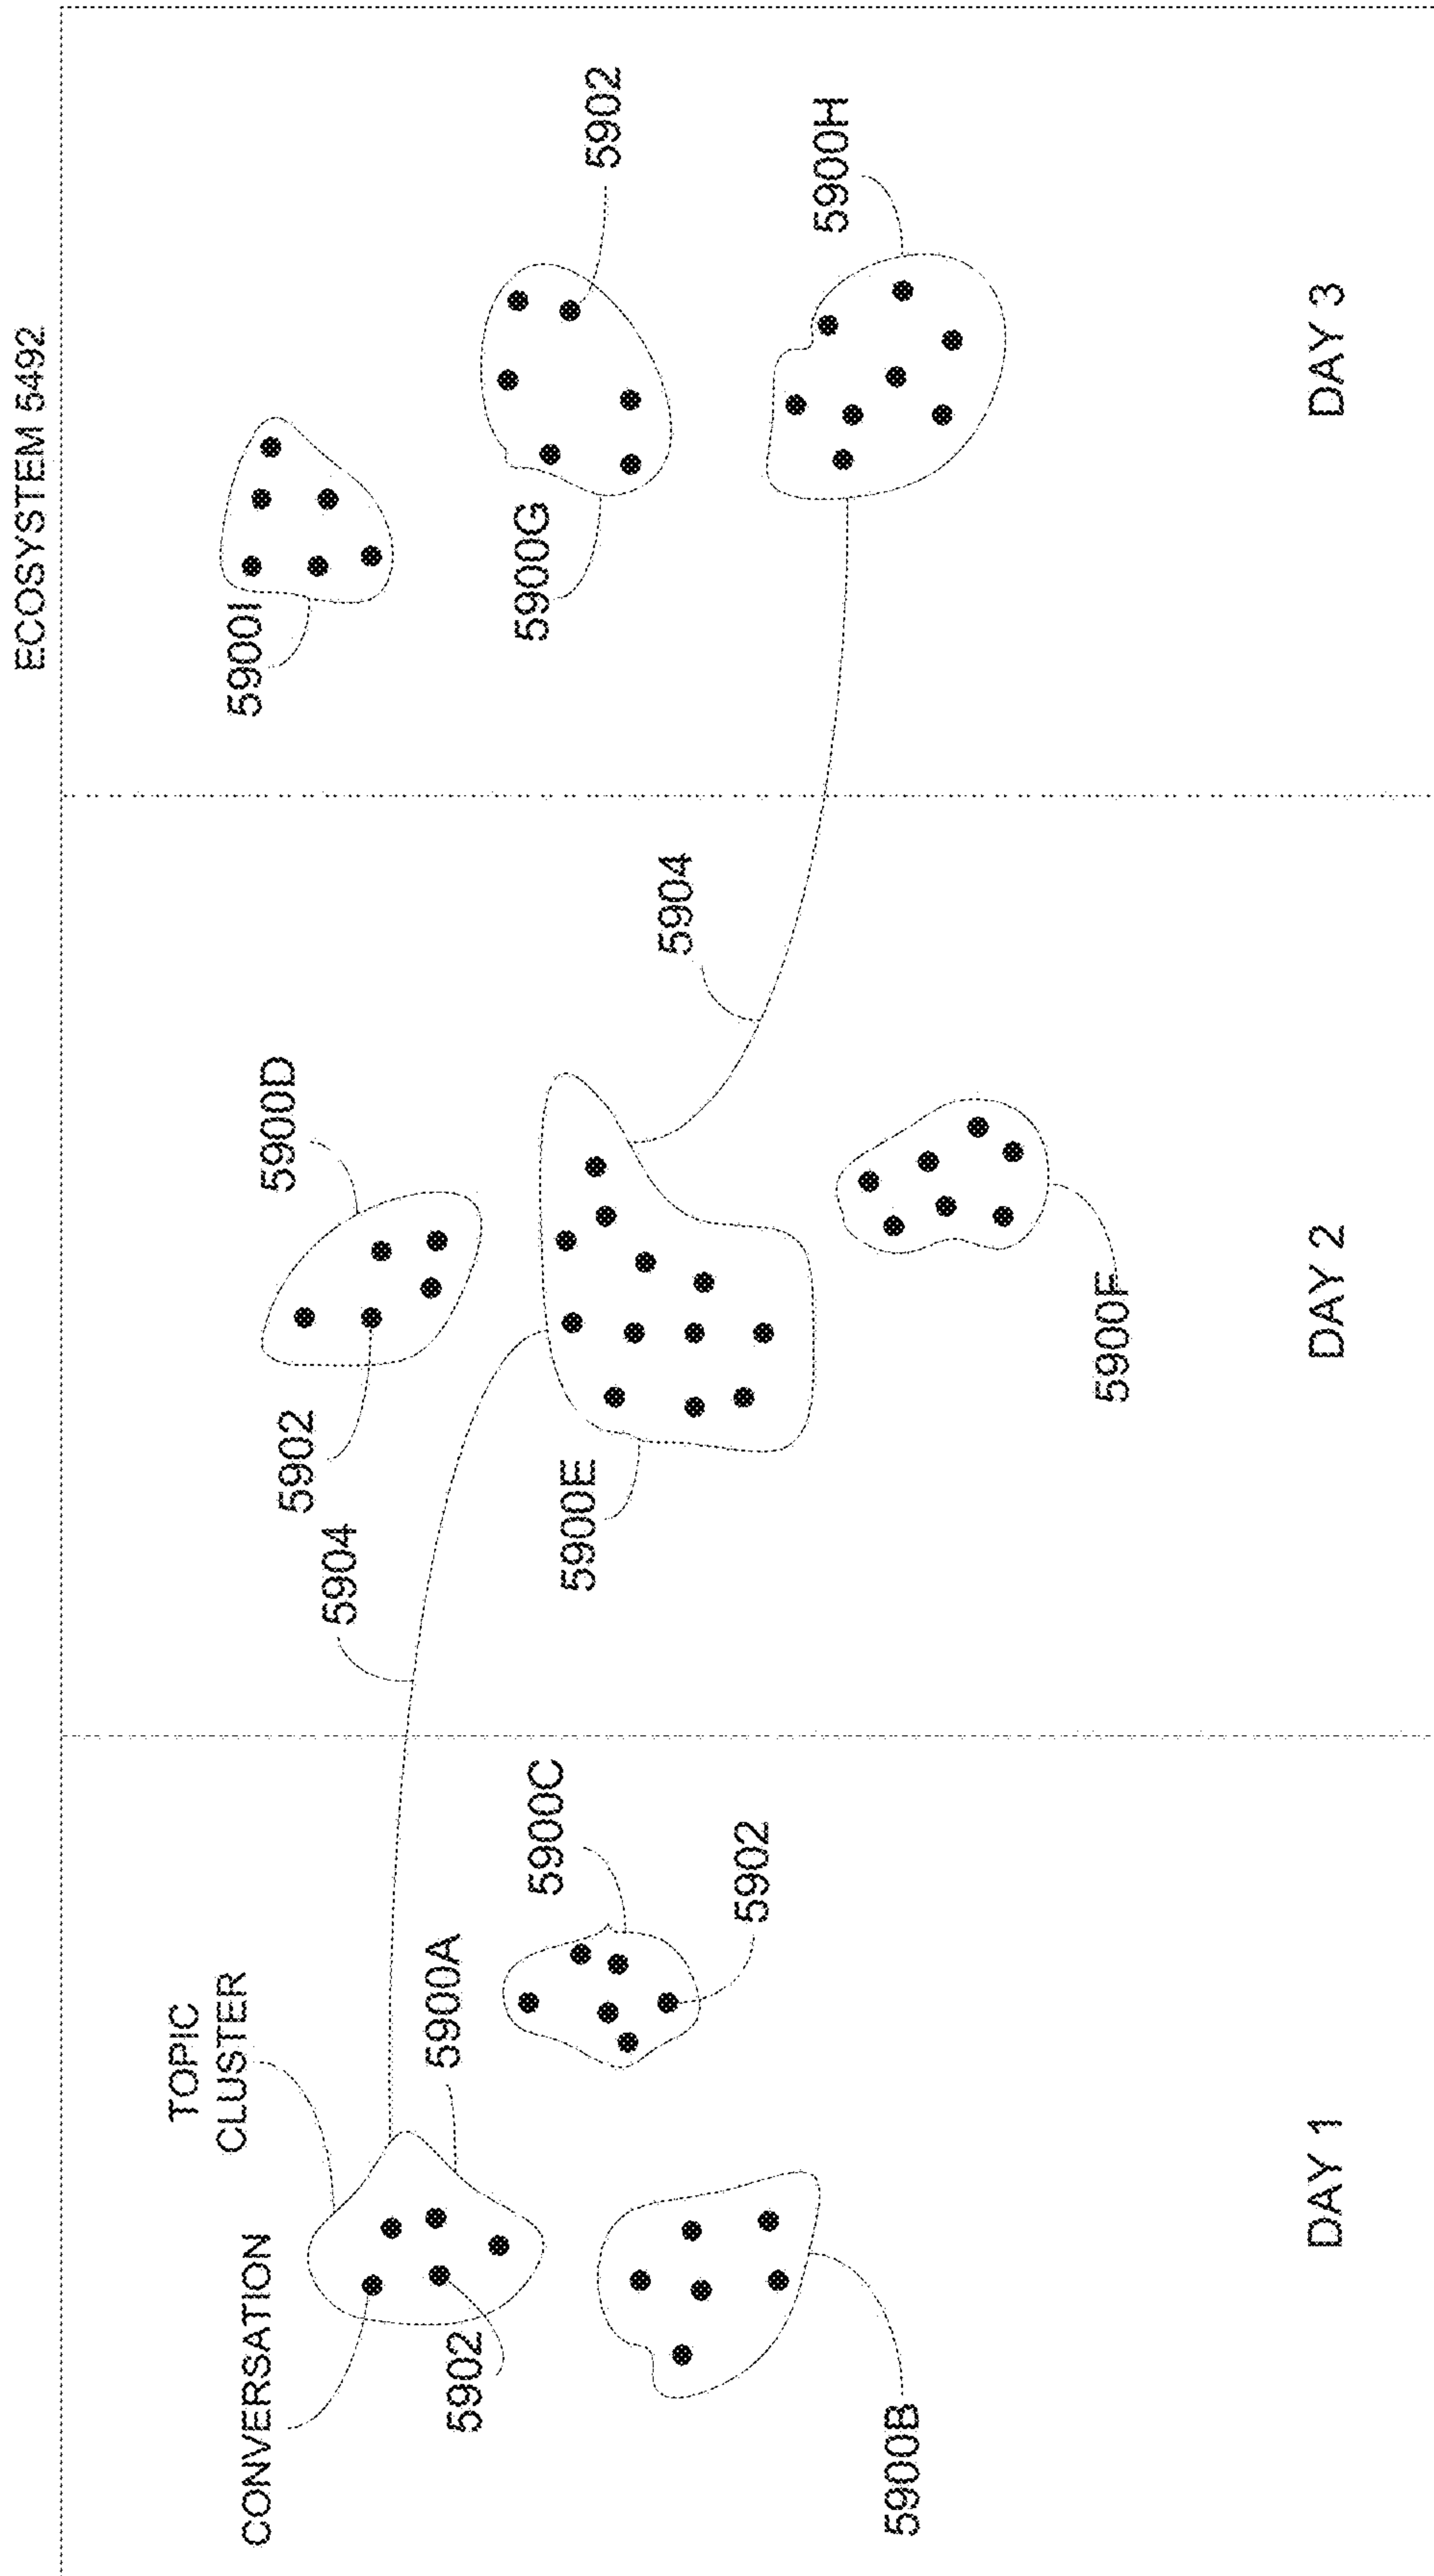 ECOSYSTEM 5492
TOPIC
CLUSTER
CONVERSATION
5902
5900A
5900B
5900C
5902
DAY 1
5904
5902
5900D
5900E
5900F
5904
DAY 2
5900I
5900G
5902
5900H
DAY 3